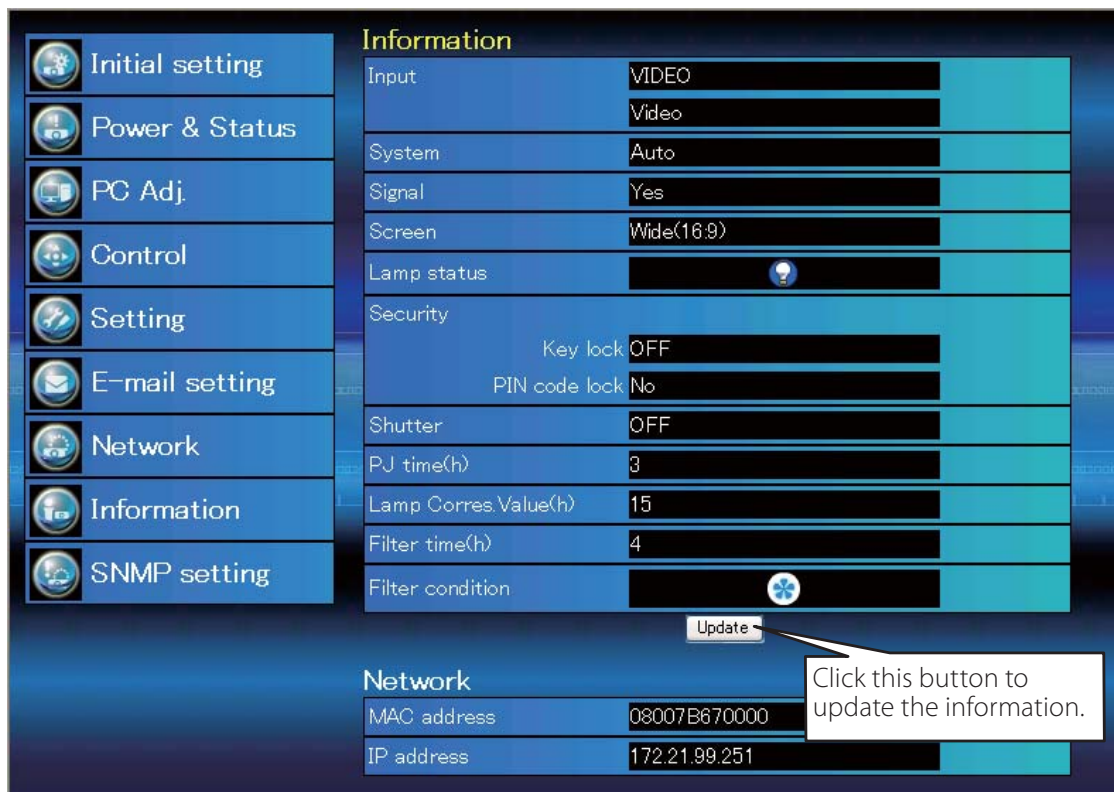 Initial setting
Power & Status
PC Adj.
Control
Setting
E-mail setting
Network
Information
SNMP setting
Information
Input VIDEO
Video
System Auto
Signal Yes
Screen Wide(16:9)
Lamp status
Security
Key lock OFF
PIN code lock No
Shutter OFF
PJ time(h) 3
Lamp Corres.Value(h) 15
Filter time(h) 4
Filter condition
Update
Click this button to
update the information.
Network
MAC address 08007B670000
IP address 172.21.99.251